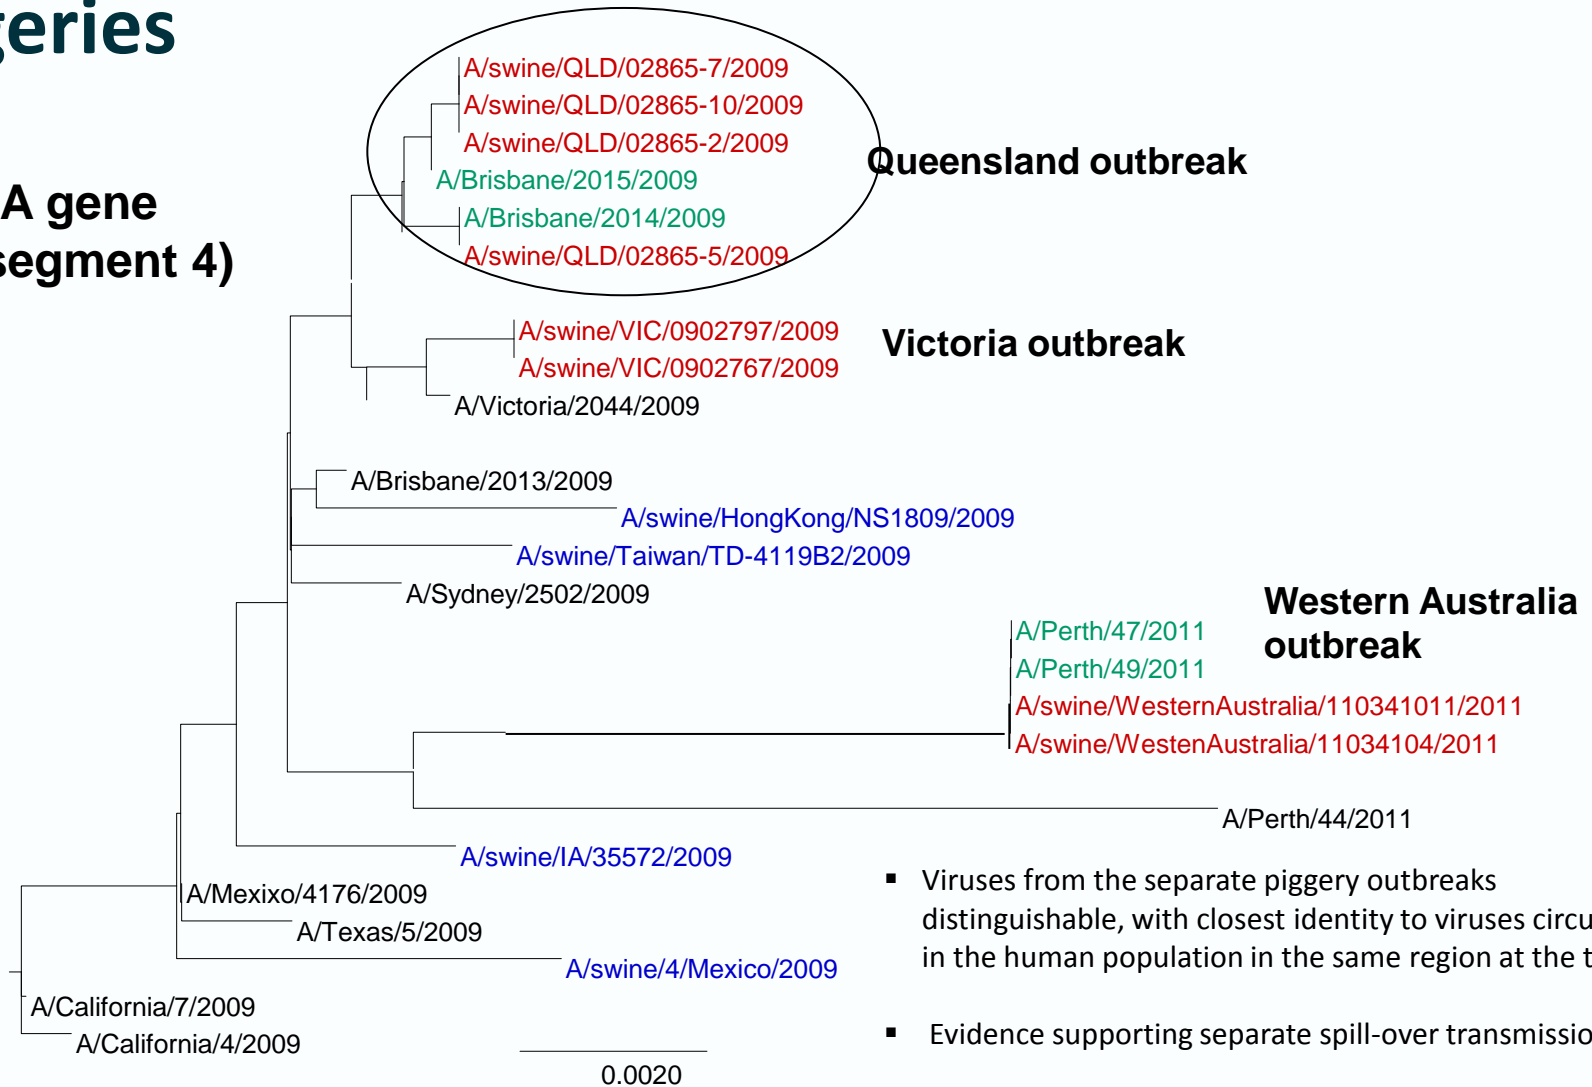 geries
A gene
segment 4)
A/swine/QLD/02865-7/2009
A/swine/QLD/02865-10/2009
A/swine/QLD/02865-2/2009
A/Brisbane/2015/2009
A/Brisbane/2014/2009
A/swine/QLD/02865-5/2009
Queensland outbreak
A/swine/VIC/0902797/2009
A/swine/VIC/0902767/2009
A/Victoria/2044/2009
Victoria outbreak
A/Brisbane/2013/2009
A/swine/HongKong/NS1809/2009
A/swine/Taiwan/TD-4119B2/2009
A/Sydney/2502/2009
Western Australia
outbreak
A/Perth/47/2011
A/Perth/49/2011
A/swine/WesternAustralia/110341011/2011
A/swine/WestenAustralia/11034104/2011
A/Perth/44/2011
A/swine/IA/35572/2009
A/Mexixo/4176/2009
A/Texas/5/2009
A/swine/4/Mexico/2009
A/California/7/2009
A/California/4/2009
0.0020
▪ Viruses from the separate piggery outbreaks
distinguishable, with closest identity to viruses circu
in the human population in the same region at the t
▪ Evidence supporting separate spill-over transmissio